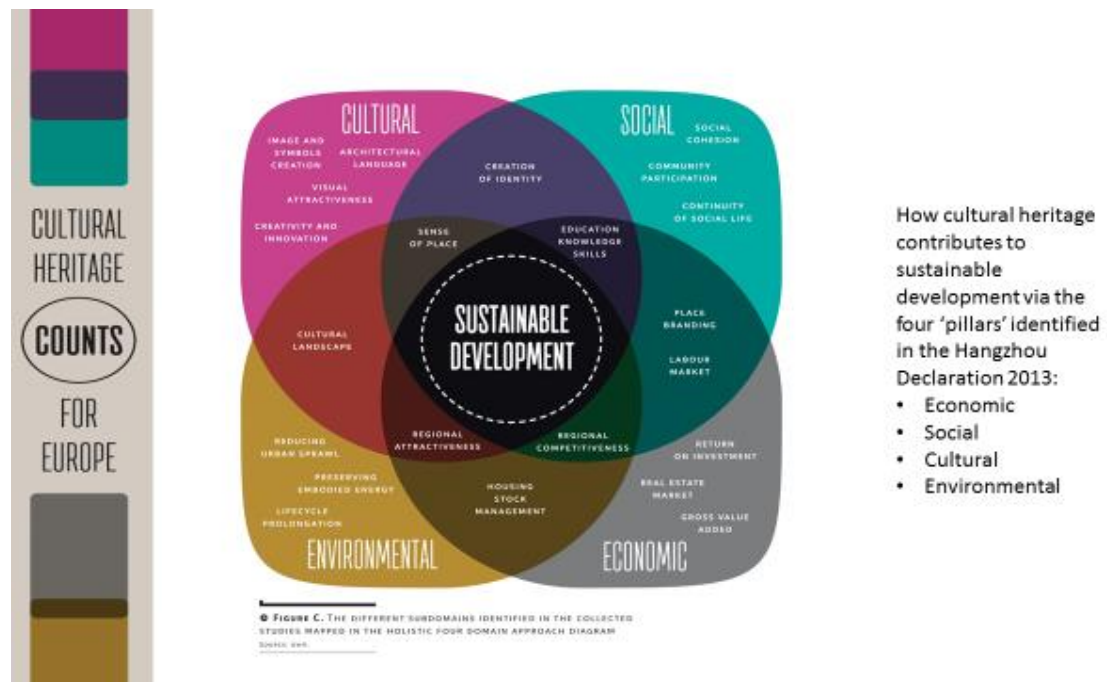 CULTURAL
HERITAGE
COUNTS
FOR
EUROPE
CULTURAL
IMAGE AND
SYMBOLS
CREATION
ARCHITECTURAL
LANGUAGE
VISUAL
ATTRACTIVENESS
CREATIVITY AND
INNOVATION
CREATION
OF IDENTITY
SOCIAL
SOCIAL
COHESION
COMMUNITY
PARTICIPATION
CONTINUITY
OF SOCIAL LIFE
SENSE
OF PLACE
EDUCATION
KNOWLEDGE
SKILLS
CULTURAL
LANDSCAPE
SUSTAINABLE
DEVELOPMENT
PLACE
BRANDING
LABOUR
MARKET
REGIONAL
ATTRACTIVENESS
REGIONAL
COMPETITIVENESS
REDUCING
URBAN SPRAWL
PRESERVING
EMBODIED ENERGY
LIFECYCLE
PROLONGATION
ENVIRONMENTAL
HOUSING
STOCK
MANAGEMENT
RETURN
ON INVESTMENT
REAL ESTATE
MARKET
GROSS VALUE
ADDED
ECONOMIC
FIGURE C. THE DIFFERENT SUBDOMAINS IDENTIFIED IN THE COLLECTED
STUDIES MAPPED IN THE HOLISTIC FOUR DOMAIN APPROACH DIAGRAM
Source: own.
How cultural heritage
contributes to
sustainable
development via the
four ‘pillars’ identified
in the Hangzhou
Declaration 2013:
• Economic
• Social
• Cultural
• Environmental